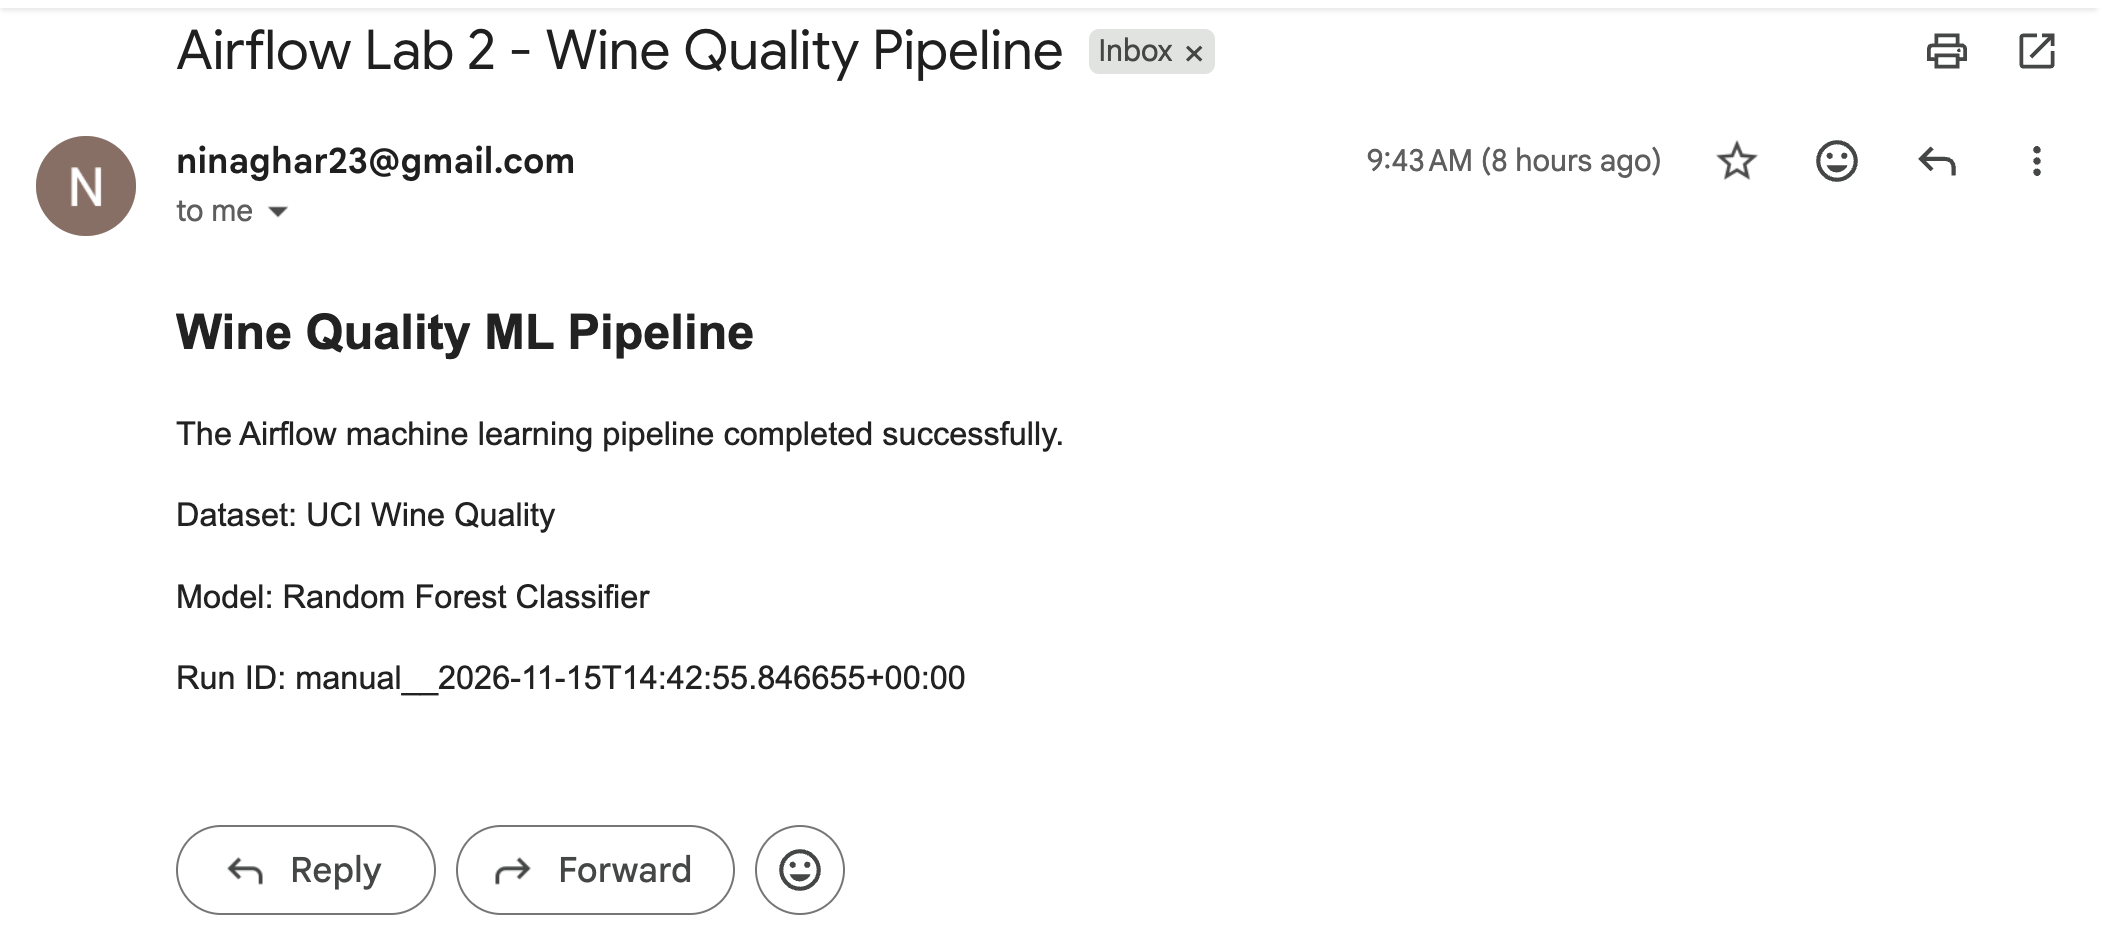 Airflow Lab 2 - Wine Quality Pipeline Inbox ×
N
ninaghar23@gmail.com 9:43 AM (8 hours ago)
to me
Wine Quality ML Pipeline
The Airflow machine learning pipeline completed successfully.
Dataset: UCI Wine Quality
Model: Random Forest Classifier
Run ID: manual__2026-11-15T14:42:55.846655+00:00
Reply Forward